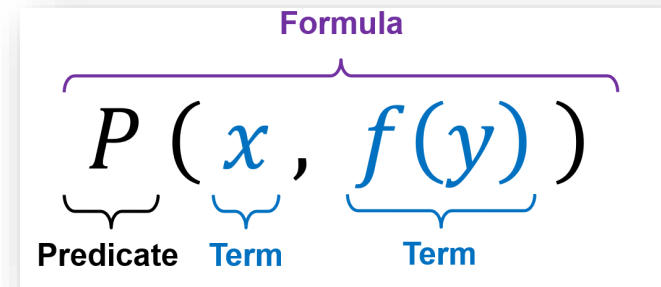 Formula
P ( x , f(y) )
Predicate Term Term